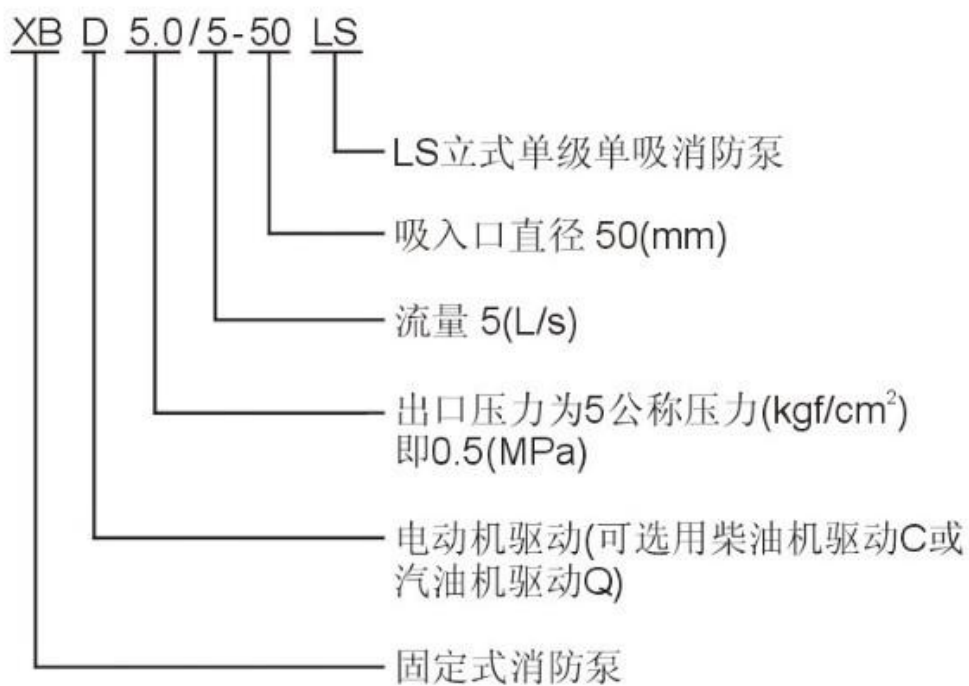 XB D 5.0/5-50 LS
LS立式单级单吸消防泵
吸入口直径 50(mm)
流量 5(L/s)
出口压力为5公称压力(kgf/cm²)
即0.5(MPa)
电动机驱动(可选用柴油机驱动C或
汽油机驱动Q)
固定式消防泵